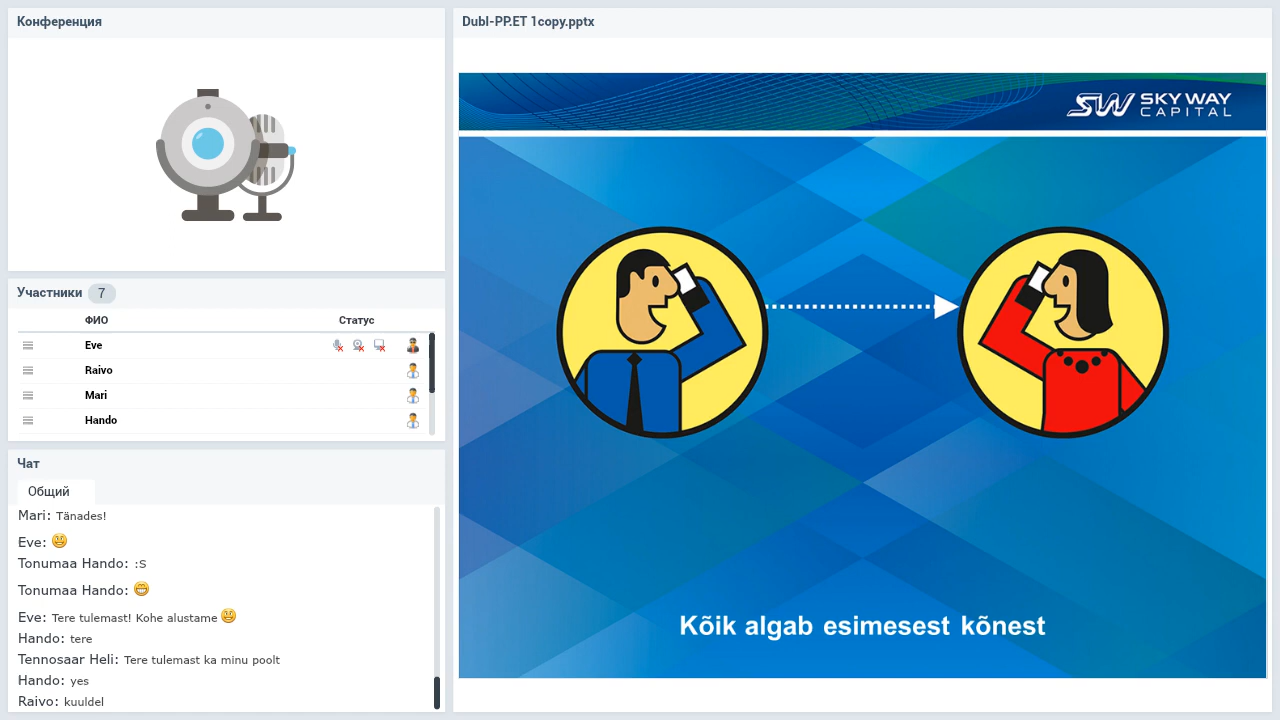 Конференция
Участники 7
ФИО Статус
Eve
Raivo
Mari
Hando
Чат
Общий
Mari: Tänades!
Eve:
Tonumaa Hando: :S
Tonumaa Hando:
Eve: Tere tulemast! Kohe alustame
Hando: tere
Tennosaar Heli: Tere tulemast ka minu poolt
Hando: yes
Raivo: kuuldel
Dubl-PP.ET 1copy.pptx
SW SKY WAY
CAPITAL
Kõik algab esimesest kõnest